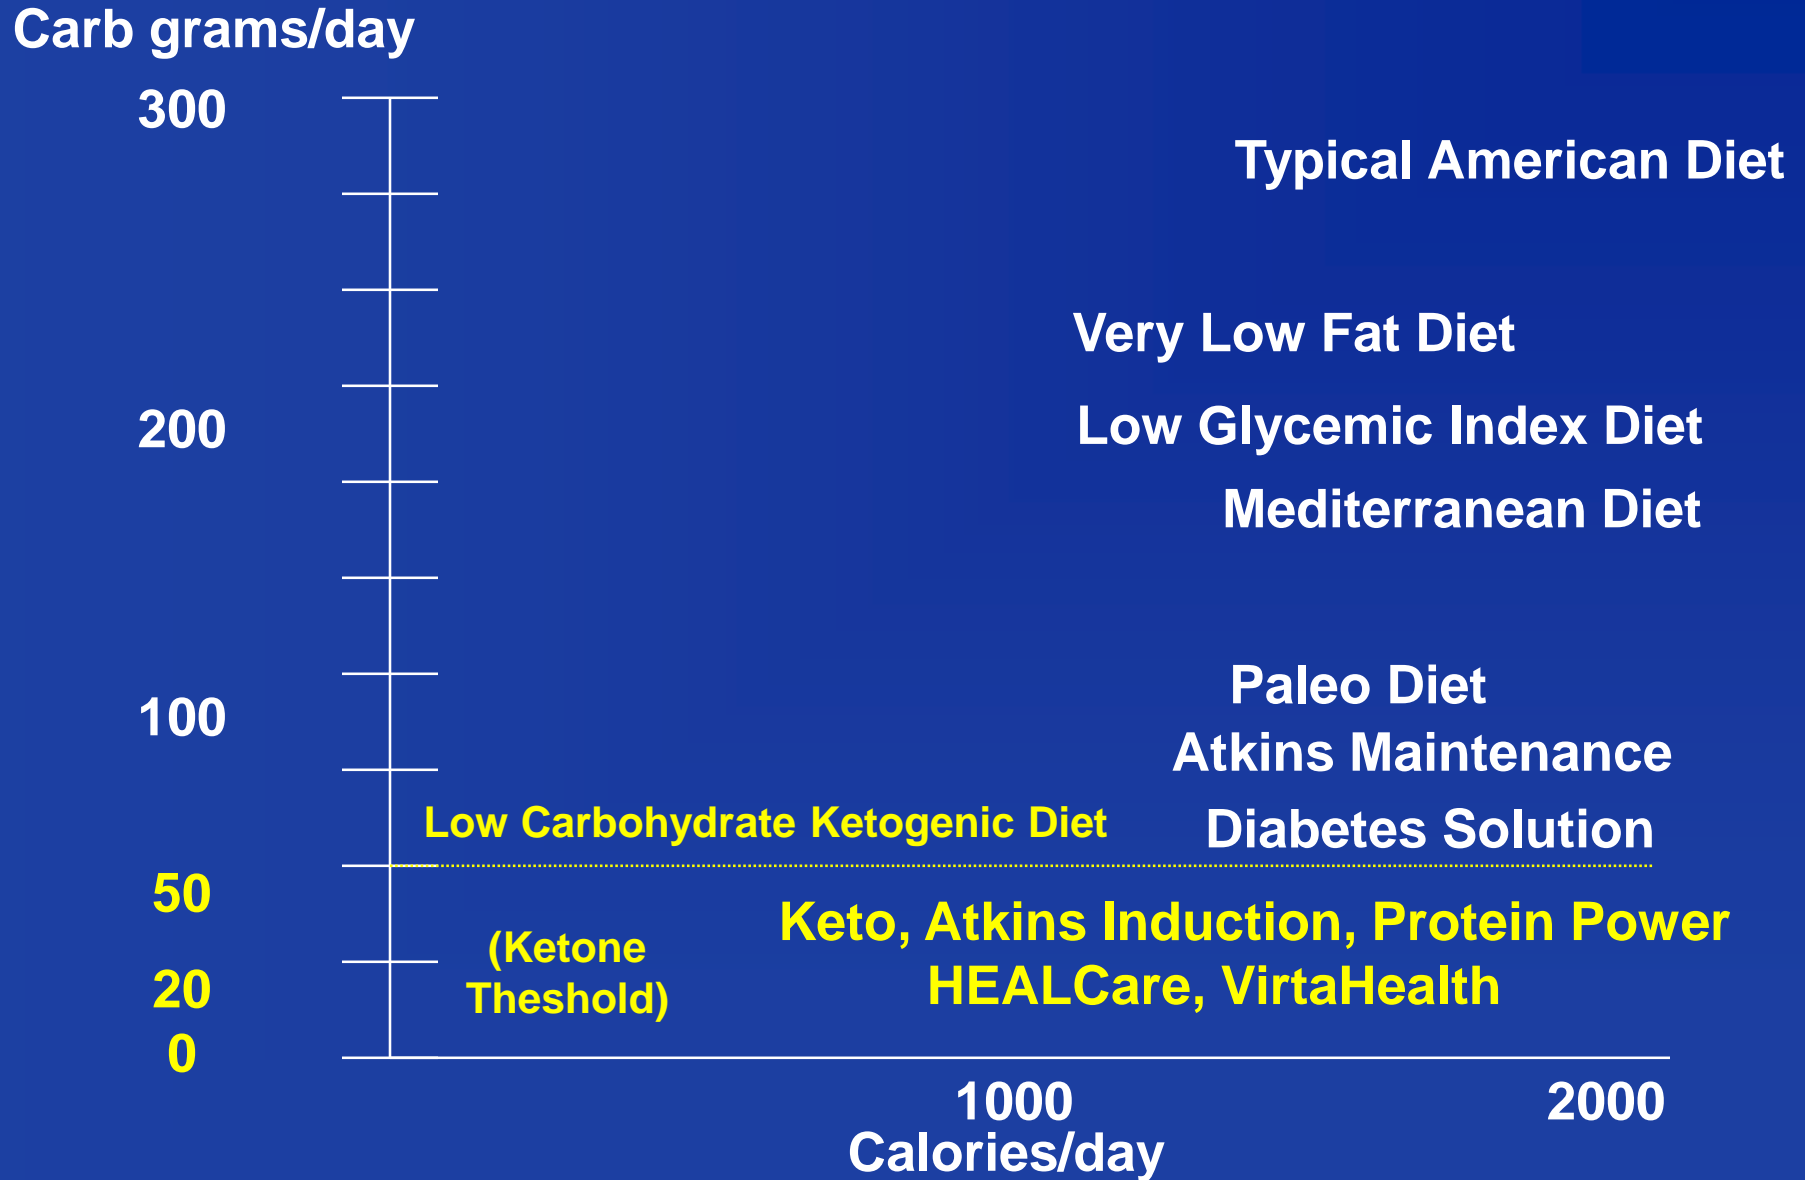 Carb grams/day
300
Typical American Diet
Very Low Fat Diet
200
Low Glycemic Index Diet
Mediterranean Diet
Paleo Diet
100
Atkins Maintenance
Low Carbohydrate Ketogenic Diet
Diabetes Solution
50
Keto, Atkins Induction, Protein Power
HEALCare, VirtaHealth
(Ketone
Theshold)
20
0
1000
2000
Calories/day